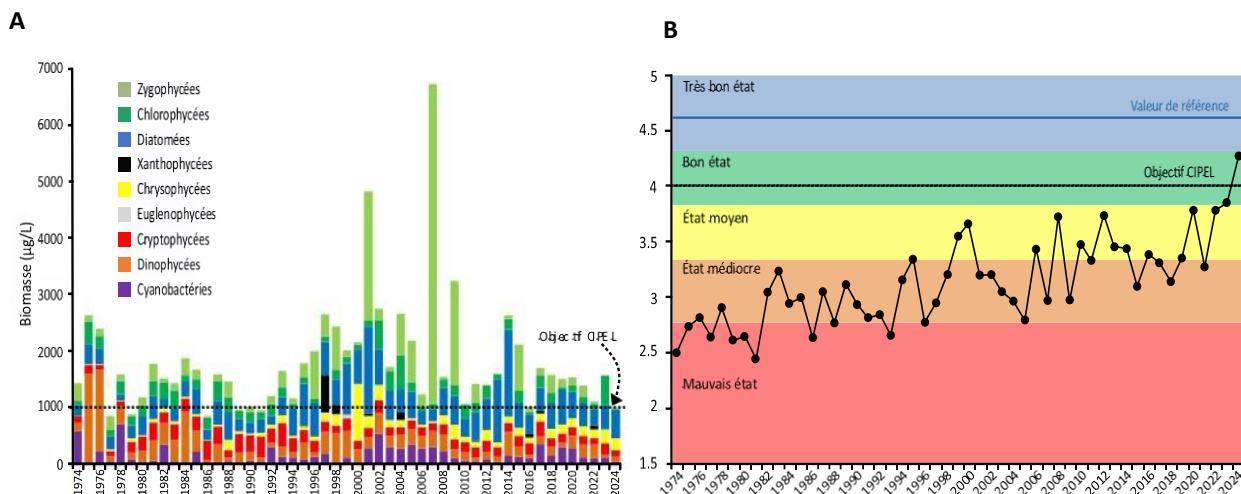 A
7000
6000
5000
4000
3000
2000
1000
0
Biomasse (µg/L)
Zygophycées
Chlorophycées
Diatomées
Xanthophycées
Chrysophycées
Euglenophycées
Cryptophycées
Dinophycées
Cyanobactéries
Objectif CIPEL
1974 1976 1978 1980 1982 1984 1986 1988 1990 1992 1994 1996 1998 2000 2002 2004 2006 2008 2010 2012 2014 2016 2018 2020 2022 2024
B
5
4.5
4
3.5
3
2.5
2
1.5
Très bon état
Valeur de référence
Bon état
Objectif CIPEL
État moyen
État médiocre
Mauvais état
1974 1976 1978 1980 1982 1984 1986 1988 1990 1992 1994 1996 1998 2000 2002 2004 2006 2008 2010 2012 2014 2016 2018 2020 2022 2024